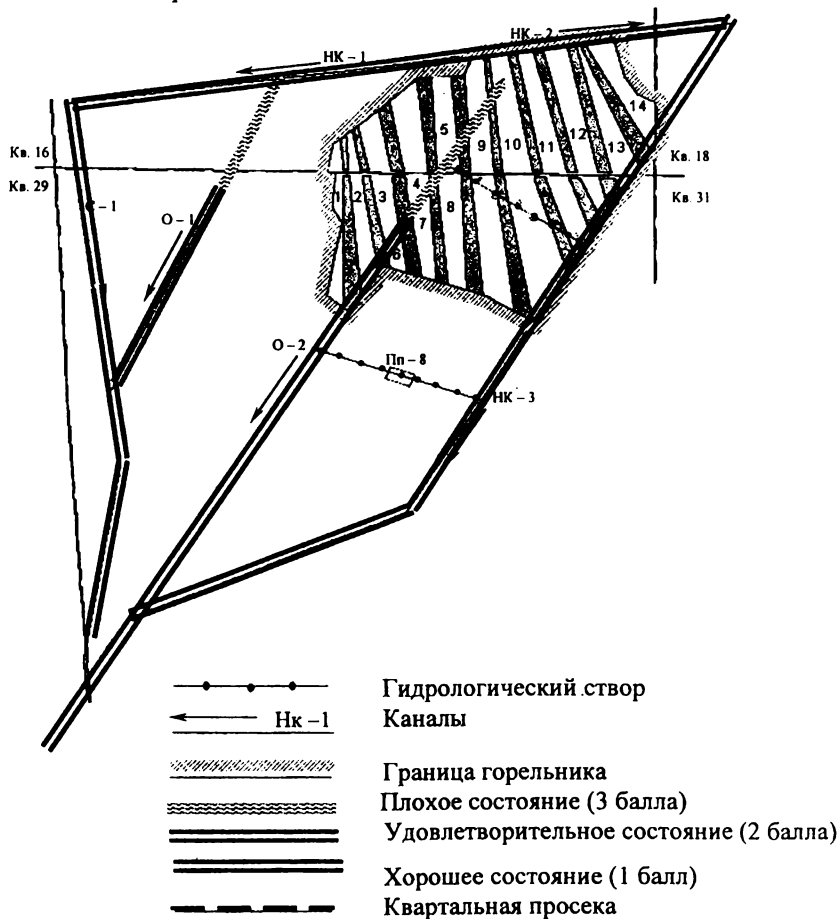 НК – 1
НК – 2
Кв. 16
Кв. 29
Кв. 18
Кв. 31
– 1
О – 1
1
2
3
4
5
6
7
8
9
10
11
12
13
14
О – 2
Пп – 8
НК – 3
Гидрологический створ
Нк – 1 Каналы
Граница горельника
Плохое состояние (3 балла)
Удовлетворительное состояние (2 балла)
Хорошее состояние (1 балл)
Квартальная просека